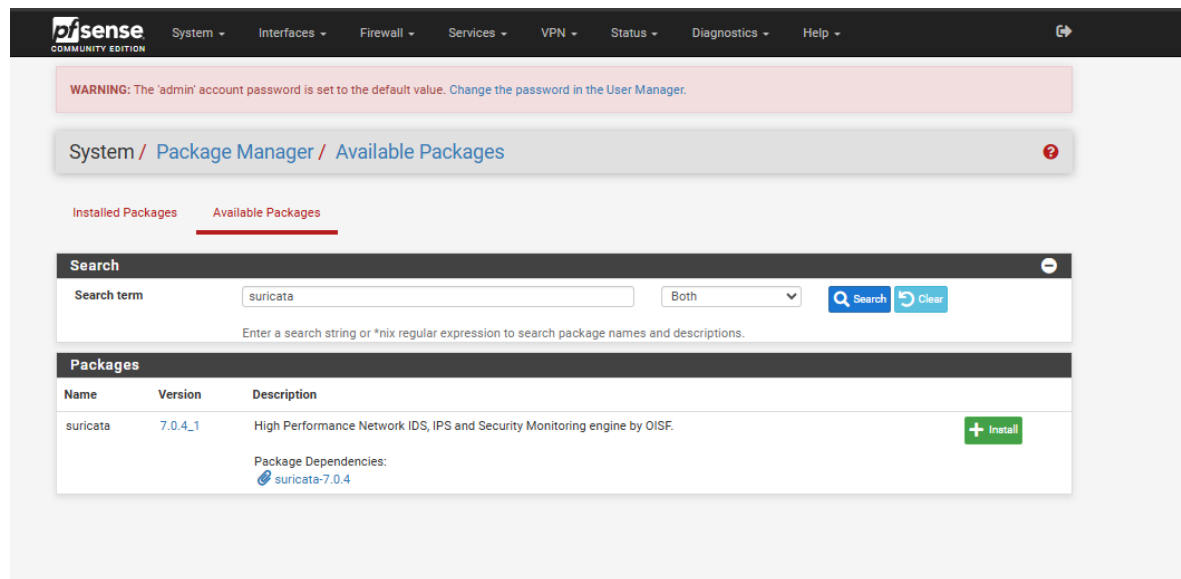 pfsense
COMMUNITY EDITION
System Interfaces Firewall Services VPN Status Diagnostics Help
WARNING: The 'admin' account password is set to the default value. Change the password in the User Manager.
System / Package Manager / Available Packages
Installed Packages Available Packages
Search
Search term suricata Both Search Clear
Enter a search string or *nix regular expression to search package names and descriptions.
Packages
Name Version Description
suricata 7.0.4_1 High Performance Network IDS, IPS and Security Monitoring engine by OISF. Install
Package Dependencies:
suricata-7.0.4